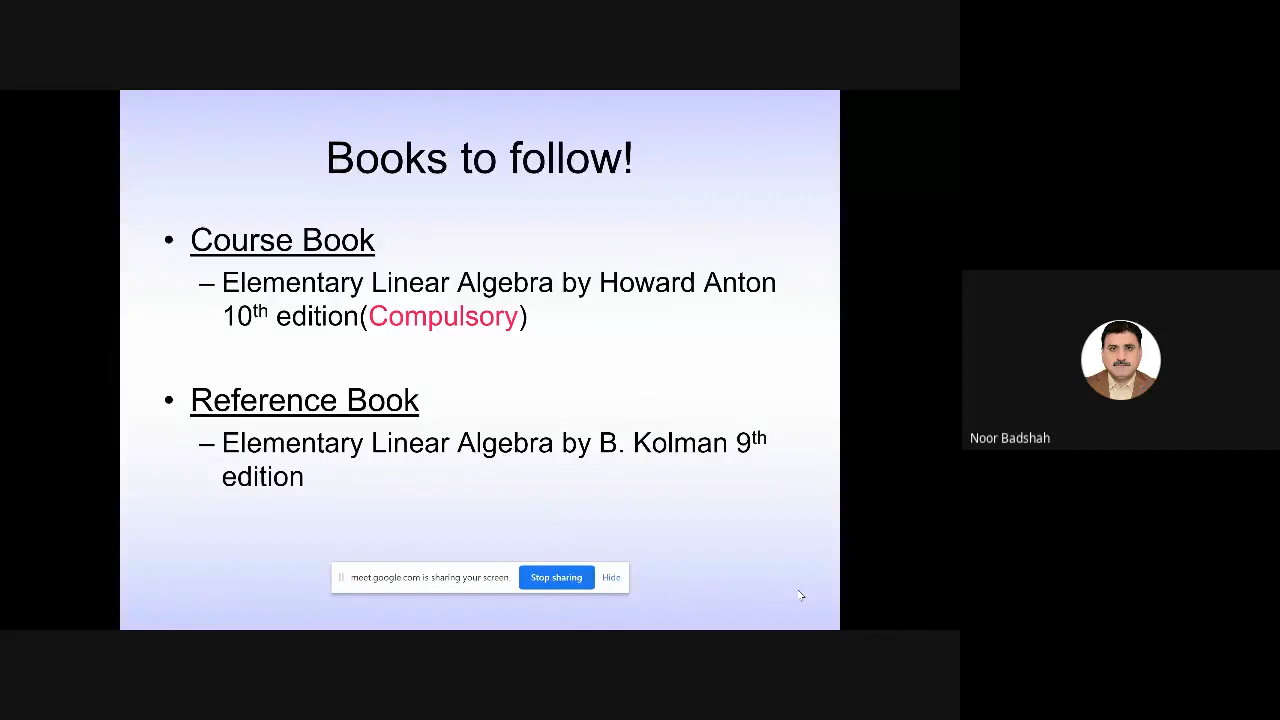 Books to follow!
• Course Book
– Elementary Linear Algebra by Howard Anton
10th edition(Compulsory)
• Reference Book
– Elementary Linear Algebra by B. Kolman 9th
edition
meet.google.com is sharing your screen.
Stop sharing
Hide
Noor Badshah